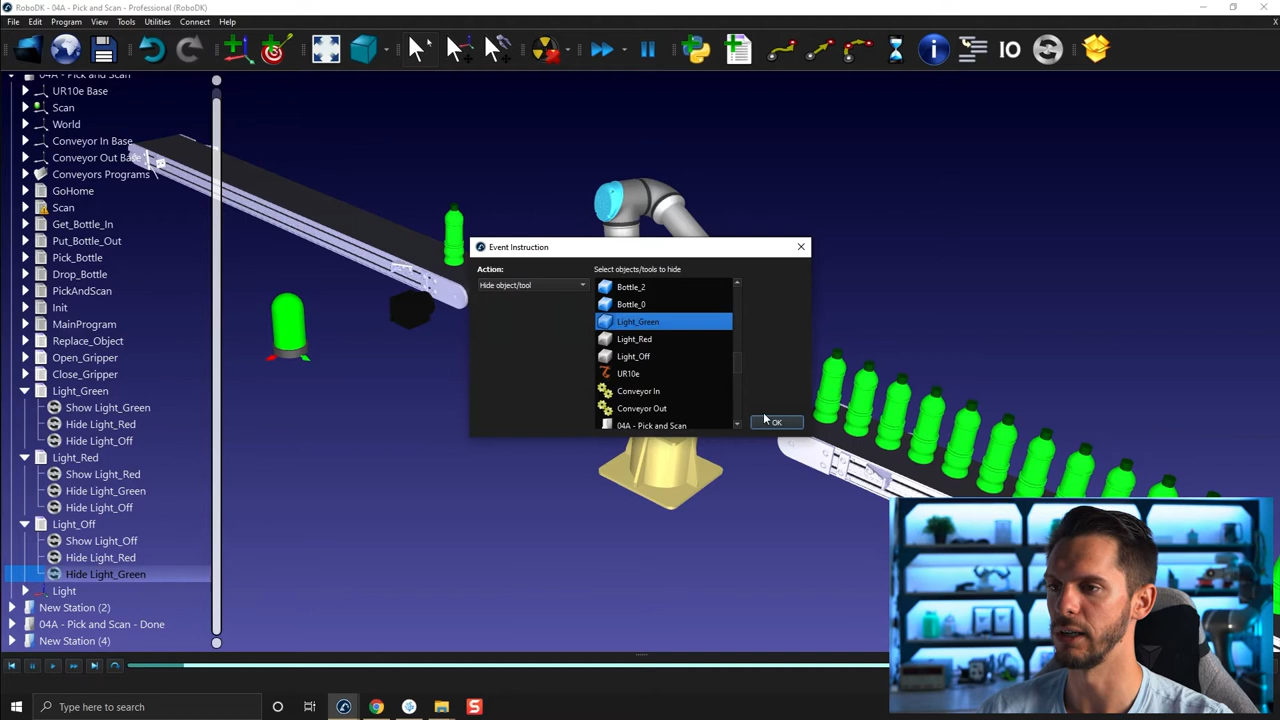 RoboDK - 04A - Pick and Scan - Professional (RoboDK)
File Edit Program View Tools Utilities Connect Help
IO
04A - Pick and Scan
UR10e Base
Scan
World
Conveyor In Base
Conveyor Out Base
Conveyors Programs
GoHome
Scan
Get_Bottle_In
Put_Bottle_Out
Pick_Bottle
Drop_Bottle
PickAndScan
Init
MainProgram
Replace_Object
Open_Gripper
Close_Gripper
Light_Green
Show Light_Green
Hide Light_Red
Hide Light_Off
Light_Red
Show Light_Red
Hide Light_Green
Hide Light_Off
Light_Off
Show Light_Off
Hide Light_Red
Hide Light_Green
Light
New Station (2)
04A - Pick and Scan - Done
New Station (4)
Event Instruction
Action:
Hide object/tool
Select objects/tools to hide
Bottle_2
Bottle_0
Light_Green
Light_Red
Light_Off
UR10e
Conveyor In
Conveyor Out
04A - Pick and Scan
OK
Type here to search